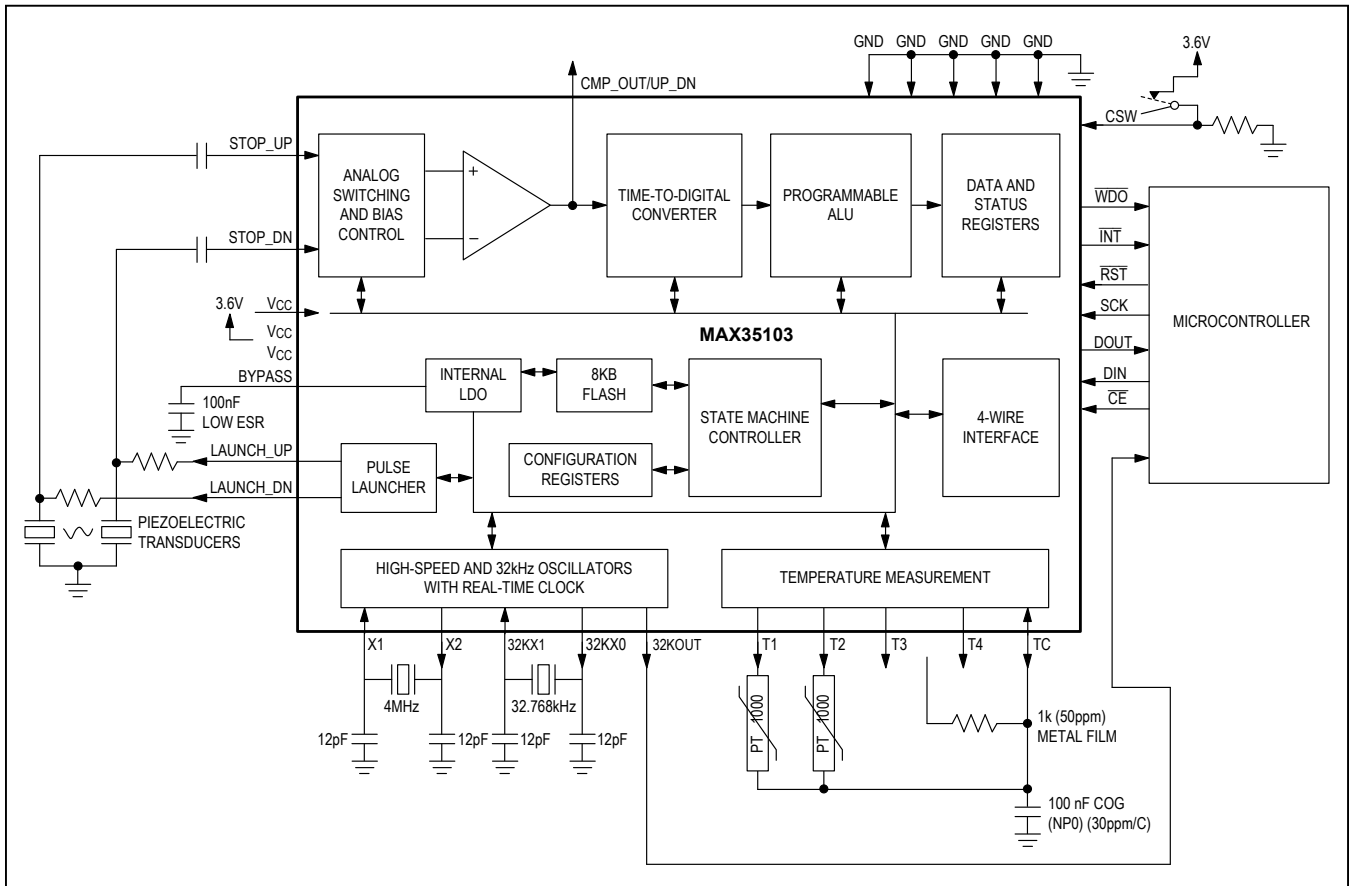 GND GND GND GND GND
3.6V
CMP_OUT/UP_DN
CSW
STOP_UP
STOP_DN
ANALOG
SWITCHING
AND BIAS
CONTROL
+
−
TIME-TO-DIGITAL
CONVERTER
PROGRAMMABLE
ALU
DATA AND
STATUS
REGISTERS
WDO
INT
RST
SCK
DOUT
DIN
CE
MICROCONTROLLER
3.6V
VCC
VCC
VCC
BYPASS
100nF
LOW ESR
MAX35103
INTERNAL
LDO
8KB
FLASH
STATE MACHINE
CONTROLLER
4-WIRE
INTERFACE
CONFIGURATION
REGISTERS
PULSE
LAUNCHER
LAUNCH_UP
LAUNCH_DN
PIEZOELECTRIC
TRANSDUCERS
HIGH-SPEED AND 32kHz OSCILLATORS
WITH REAL-TIME CLOCK
TEMPERATURE MEASUREMENT
X1 X2 32KX1 32KX0 32KOUT
T1 T2 T3 T4 TC
4MHz
32.768kHz
12pF 12pF 12pF 12pF
PT 1000
PT 1000
1k (50ppm)
METAL FILM
100 nF COG
(NP0) (30ppm/C)